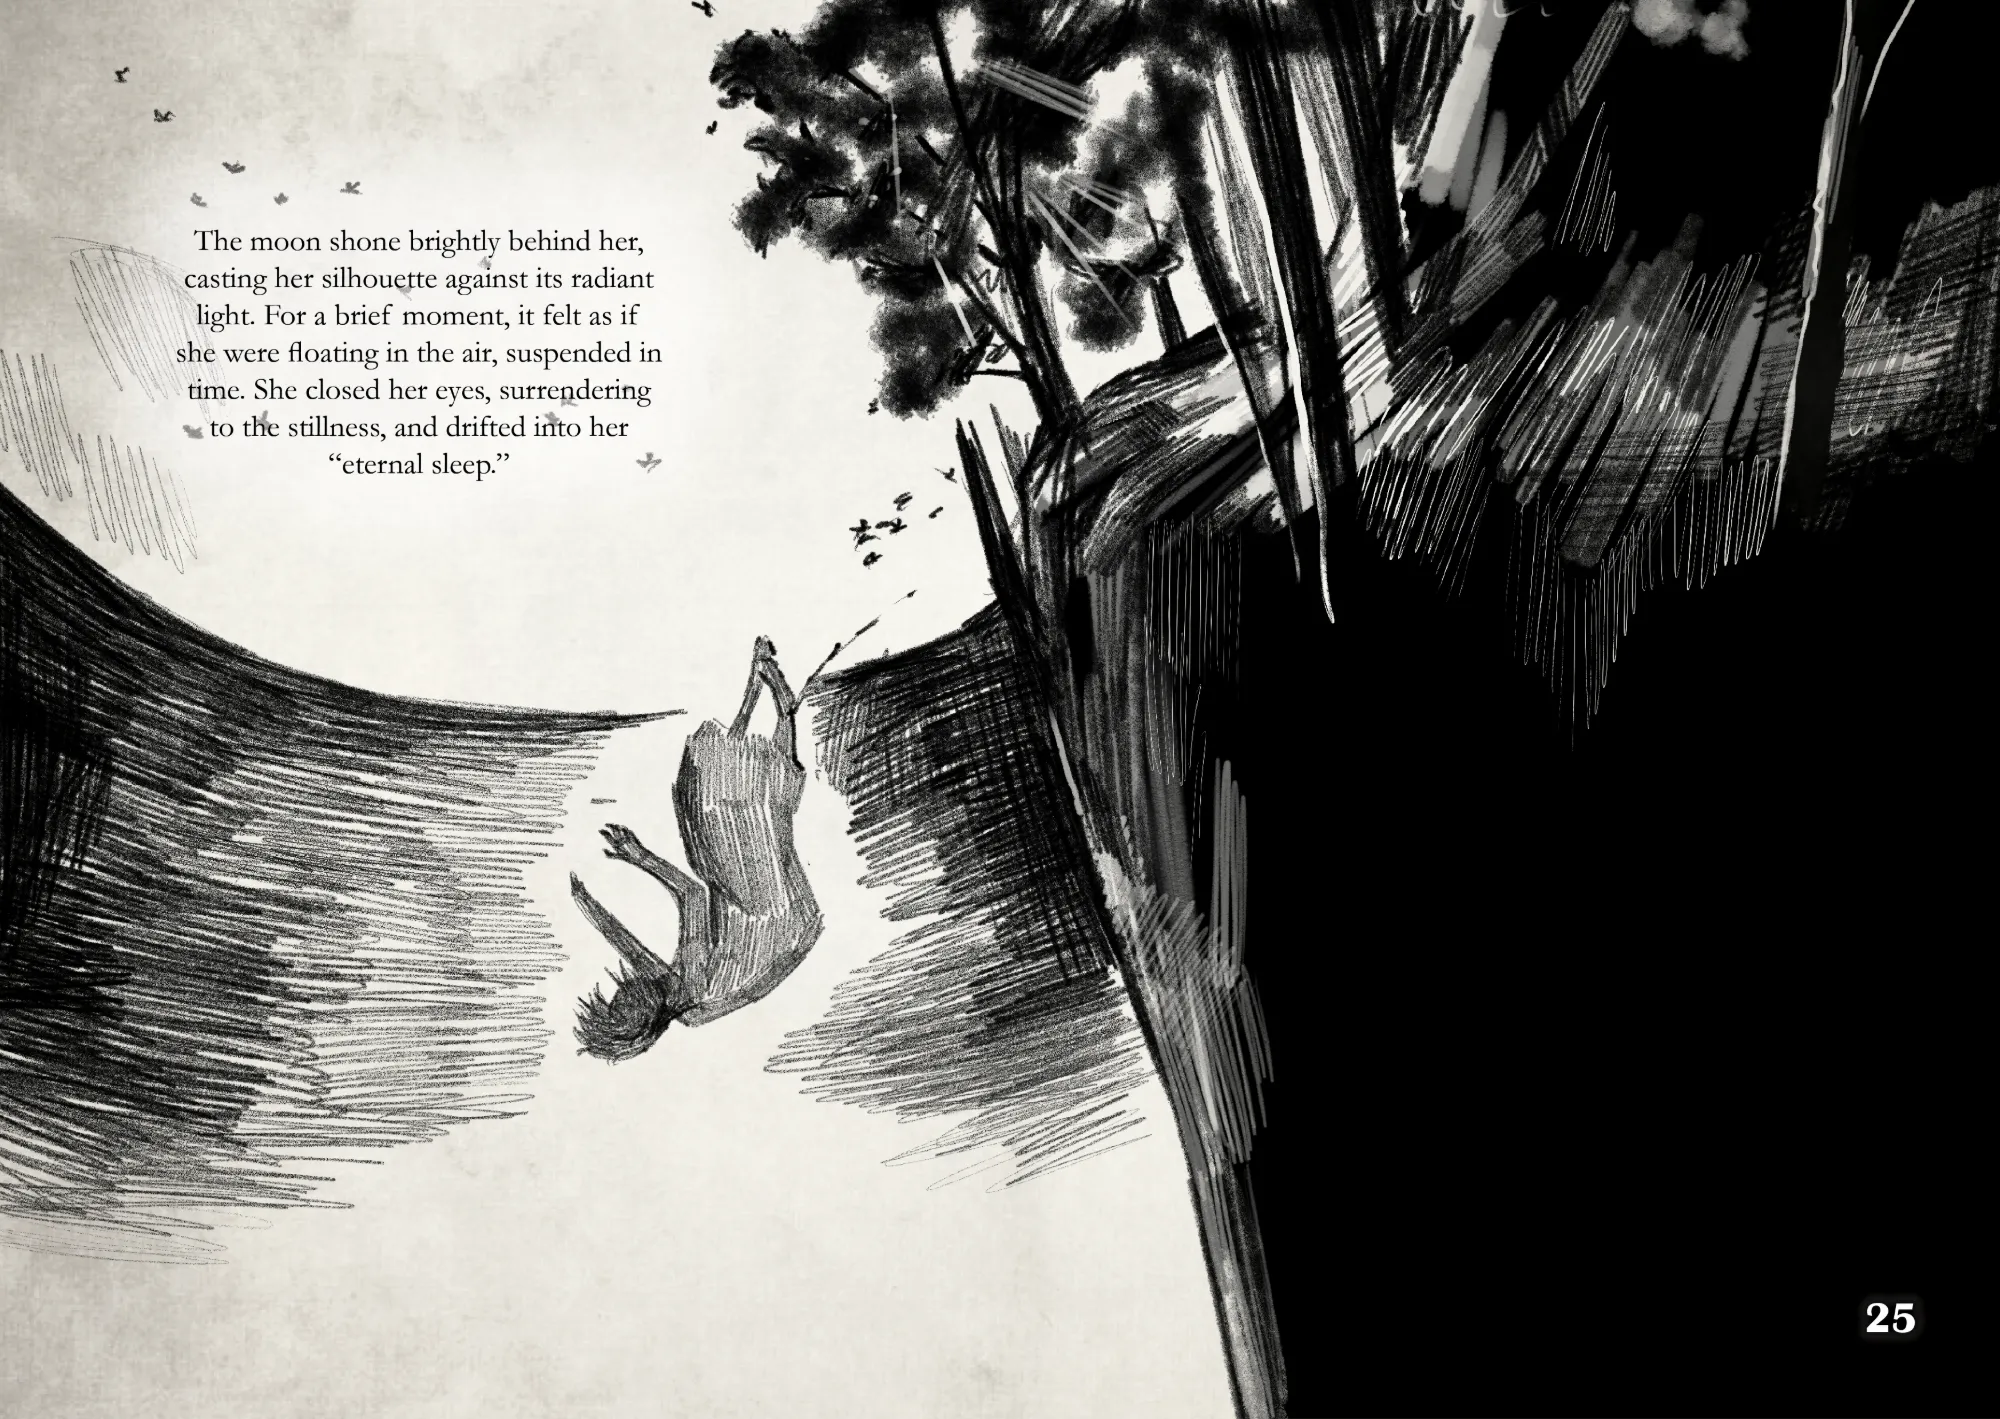 The moon shone brightly behind her,
casting her silhouette against its radiant
light. For a brief moment, it felt as if
she were floating in the air, suspended in
time. She closed her eyes, surrendering
to the stillness, and drifted into her
“eternal sleep.”
25